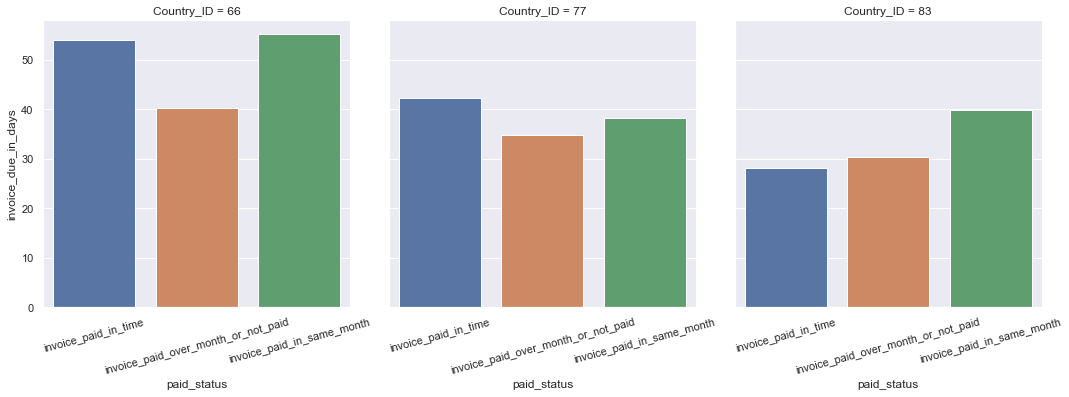 Country_ID = 66
Country_ID = 77
Country_ID = 83
invoice_due_in_days
50
40
30
20
10
0
invoice_paid_in_time
invoice_paid_over_month_or_not_paid
invoice_paid_in_same_month
invoice_paid_in_time
invoice_paid_over_month_or_not_paid
invoice_paid_in_same_month
invoice_paid_in_time
invoice_paid_over_month_or_not_paid
invoice_paid_in_same_month
paid_status
paid_status
paid_status